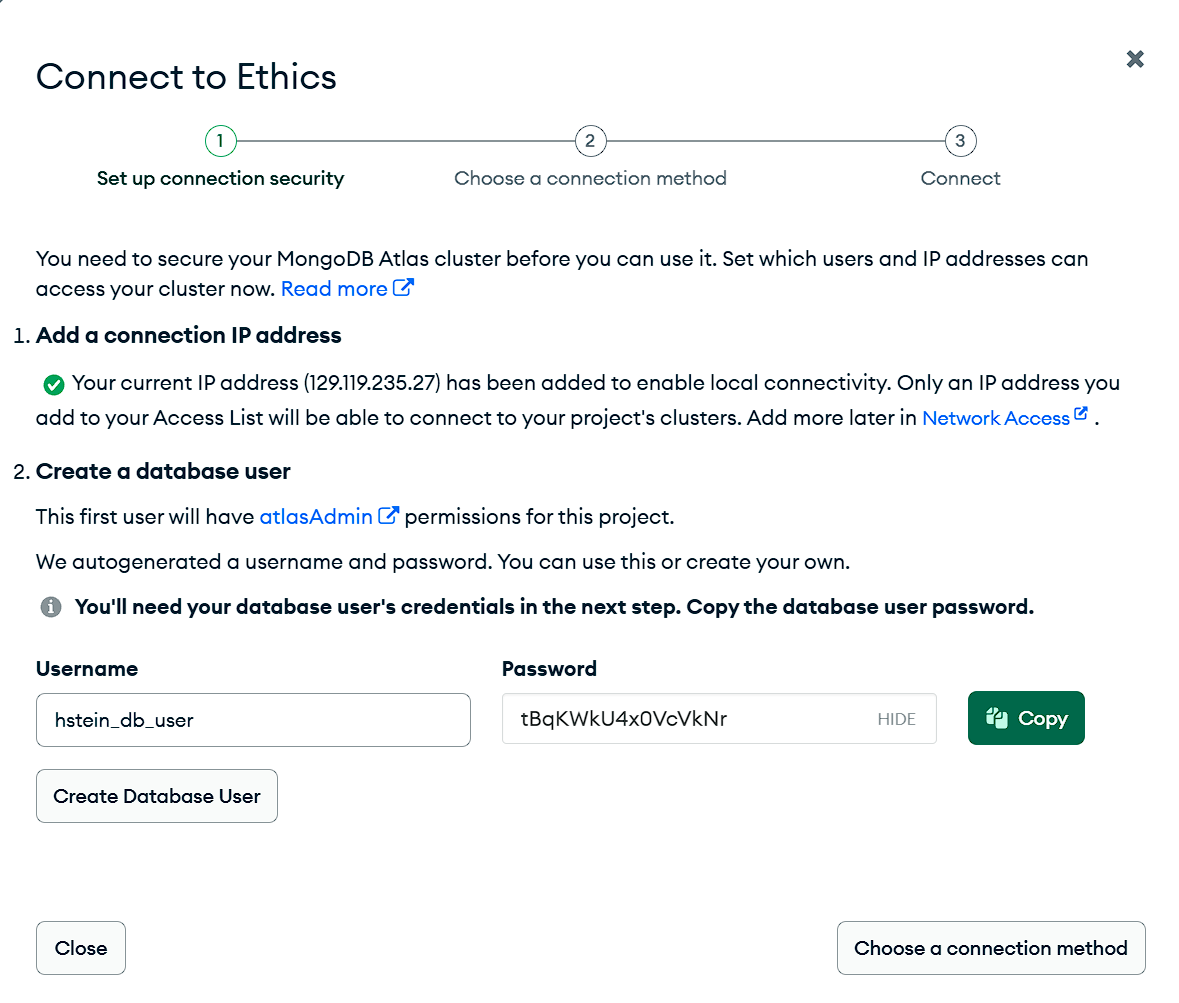 Connect to Ethics
1
2
3
Set up connection security
Choose a connection method
Connect
You need to secure your MongoDB Atlas cluster before you can use it. Set which users and IP addresses can
access your cluster now. Read more
1. Add a connection IP address
Your current IP address (129.119.235.27) has been added to enable local connectivity. Only an IP address you
add to your Access List will be able to connect to your project's clusters. Add more later in Network Access .
2. Create a database user
This first user will have atlasAdmin permissions for this project.
We autogenerated a username and password. You can use this or create your own.
You'll need your database user's credentials in the next step. Copy the database user password.
Username
Password
hstein_db_user
tBqKWkU4x0VcVkNr
HIDE
Copy
Create Database User
Close
Choose a connection method